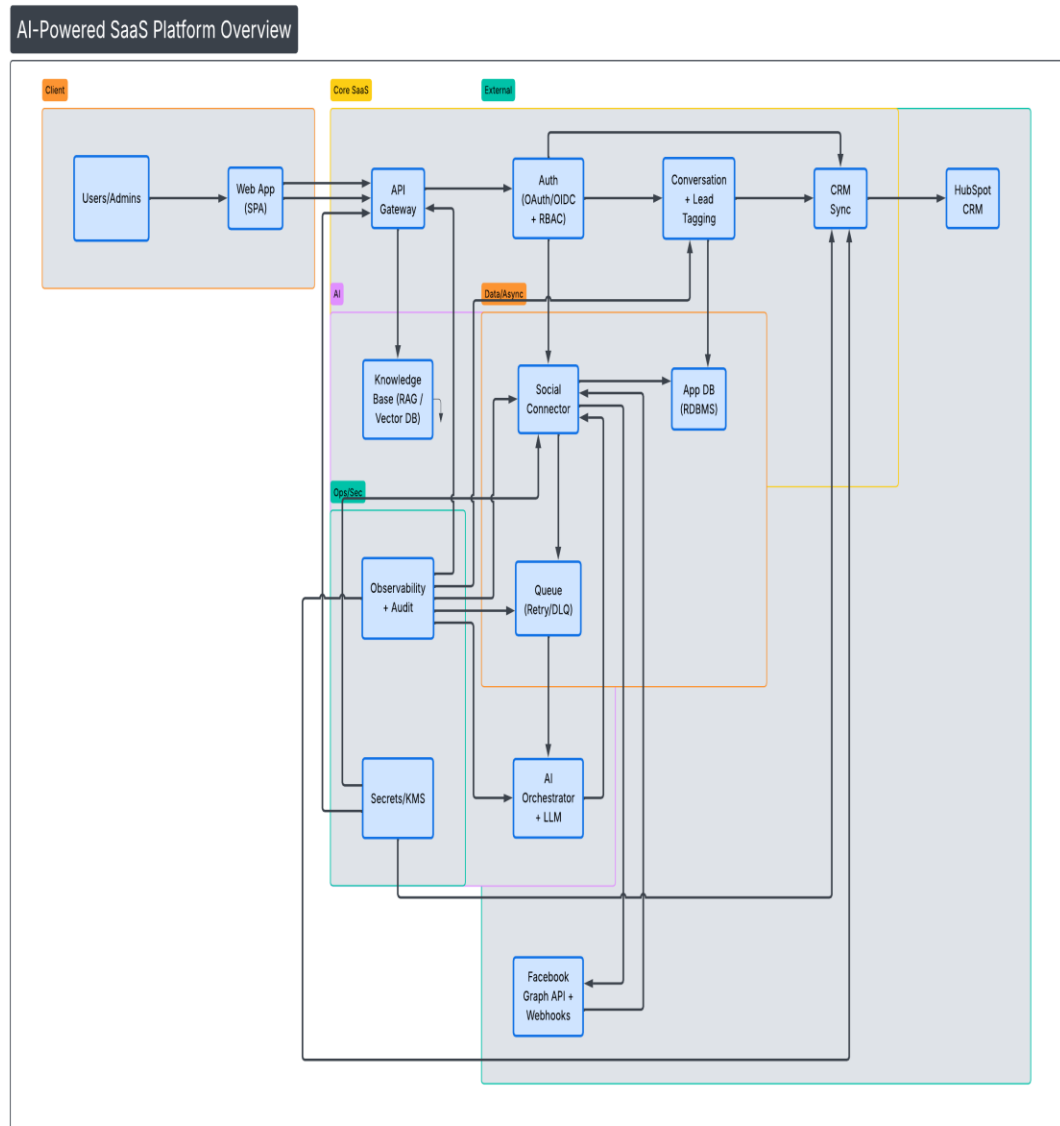 AI-Powered SaaS Platform Overview
Client
Core SaaS
External
Users/Admins
Web App
(SPA)
API
Gateway
Auth
(OAuth/OIDC
+ RBAC)
Conversation
+ Lead
Tagging
CRM
Sync
HubSpot
CRM
AI
Data/Async
Knowledge
Base (RAG /
Vector DB)
Social
Connector
App DB
(RDBMS)
Ops/Sec
Observability
+ Audit
Queue
(Retry/DLQ)
Secrets/KMS
AI
Orchestrator
+ LLM
Facebook
Graph API +
Webhooks